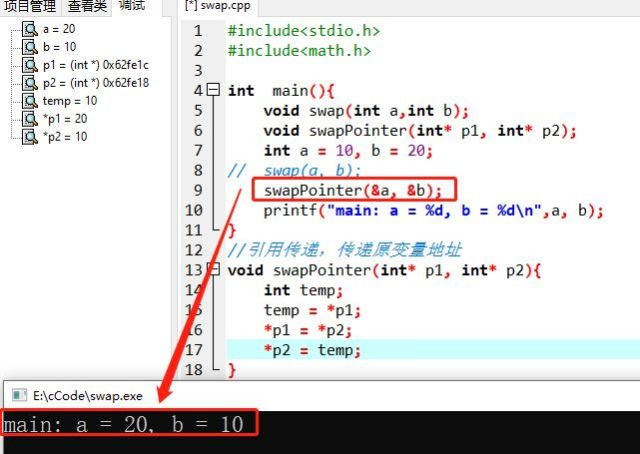 项目管理 查看类 调试
[*] swap.cpp
a = 20
b = 10
p1 = (int *) 0x62fe1c
p2 = (int *) 0x62fe18
temp = 10
*p1 = 20
*p2 = 10
1 #include<stdio.h>
2 #include<math.h>
3
4 int main(){
5 void swap(int a,int b);
6 void swapPointer(int* p1, int* p2);
7 int a = 10, b = 20;
8 // swap(a, b);
9 swapPointer(&a, &b);
10 printf("main: a = %d, b = %d\n",a, b);
11 }
12 //引用传递，传递原变量地址
13 void swapPointer(int* p1, int* p2){
14 int temp;
15 temp = *p1;
16 *p1 = *p2;
17 *p2 = temp;
18 }
E:\cCode\swap.exe
main: a = 20, b = 10